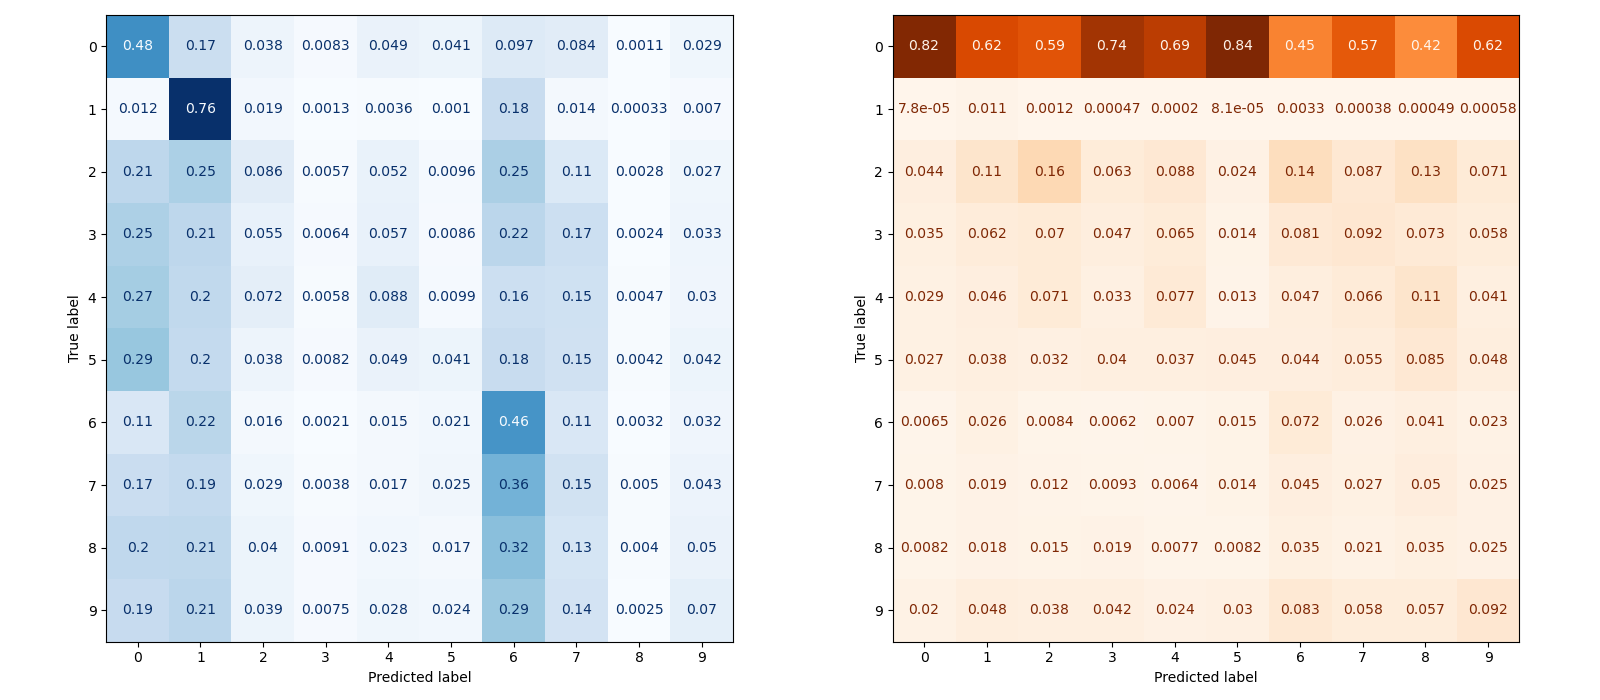 0 0.48 0.17 0.038 0.0083 0.049 0.041 0.097 0.084 0.0011 0.029
1 0.012 0.76 0.019 0.0013 0.0036 0.001 0.18 0.014 0.00033 0.007
2 0.21 0.25 0.086 0.0057 0.052 0.0096 0.25 0.11 0.0028 0.027
3 0.25 0.21 0.055 0.0064 0.057 0.0086 0.22 0.17 0.0024 0.033
4 0.27 0.2 0.072 0.0058 0.088 0.0099 0.16 0.15 0.0047 0.03
5 0.29 0.2 0.038 0.0082 0.049 0.041 0.18 0.15 0.0042 0.042
6 0.11 0.22 0.016 0.0021 0.015 0.021 0.46 0.11 0.0032 0.032
7 0.17 0.19 0.029 0.0038 0.017 0.025 0.36 0.15 0.005 0.043
8 0.2 0.21 0.04 0.0091 0.023 0.017 0.32 0.13 0.004 0.05
9 0.19 0.21 0.039 0.0075 0.028 0.024 0.29 0.14 0.0025 0.07
0 1 2 3 4 5 6 7 8 9
True label
Predicted label
0 0.82 0.62 0.59 0.74 0.69 0.84 0.45 0.57 0.42 0.62
1 7.8e-05 0.011 0.0012 0.00047 0.0002 8.1e-05 0.0033 0.00038 0.00049 0.00058
2 0.044 0.11 0.16 0.063 0.088 0.024 0.14 0.087 0.13 0.071
3 0.035 0.062 0.07 0.047 0.065 0.014 0.081 0.092 0.073 0.058
4 0.029 0.046 0.071 0.033 0.077 0.013 0.047 0.066 0.11 0.041
5 0.027 0.038 0.032 0.04 0.037 0.045 0.044 0.055 0.085 0.048
6 0.0065 0.026 0.0084 0.0062 0.007 0.015 0.072 0.026 0.041 0.023
7 0.008 0.019 0.012 0.0093 0.0064 0.014 0.045 0.027 0.05 0.025
8 0.0082 0.018 0.015 0.019 0.0077 0.0082 0.035 0.021 0.035 0.025
9 0.02 0.048 0.038 0.042 0.024 0.03 0.083 0.058 0.057 0.092
0 1 2 3 4 5 6 7 8 9
True label
Predicted label